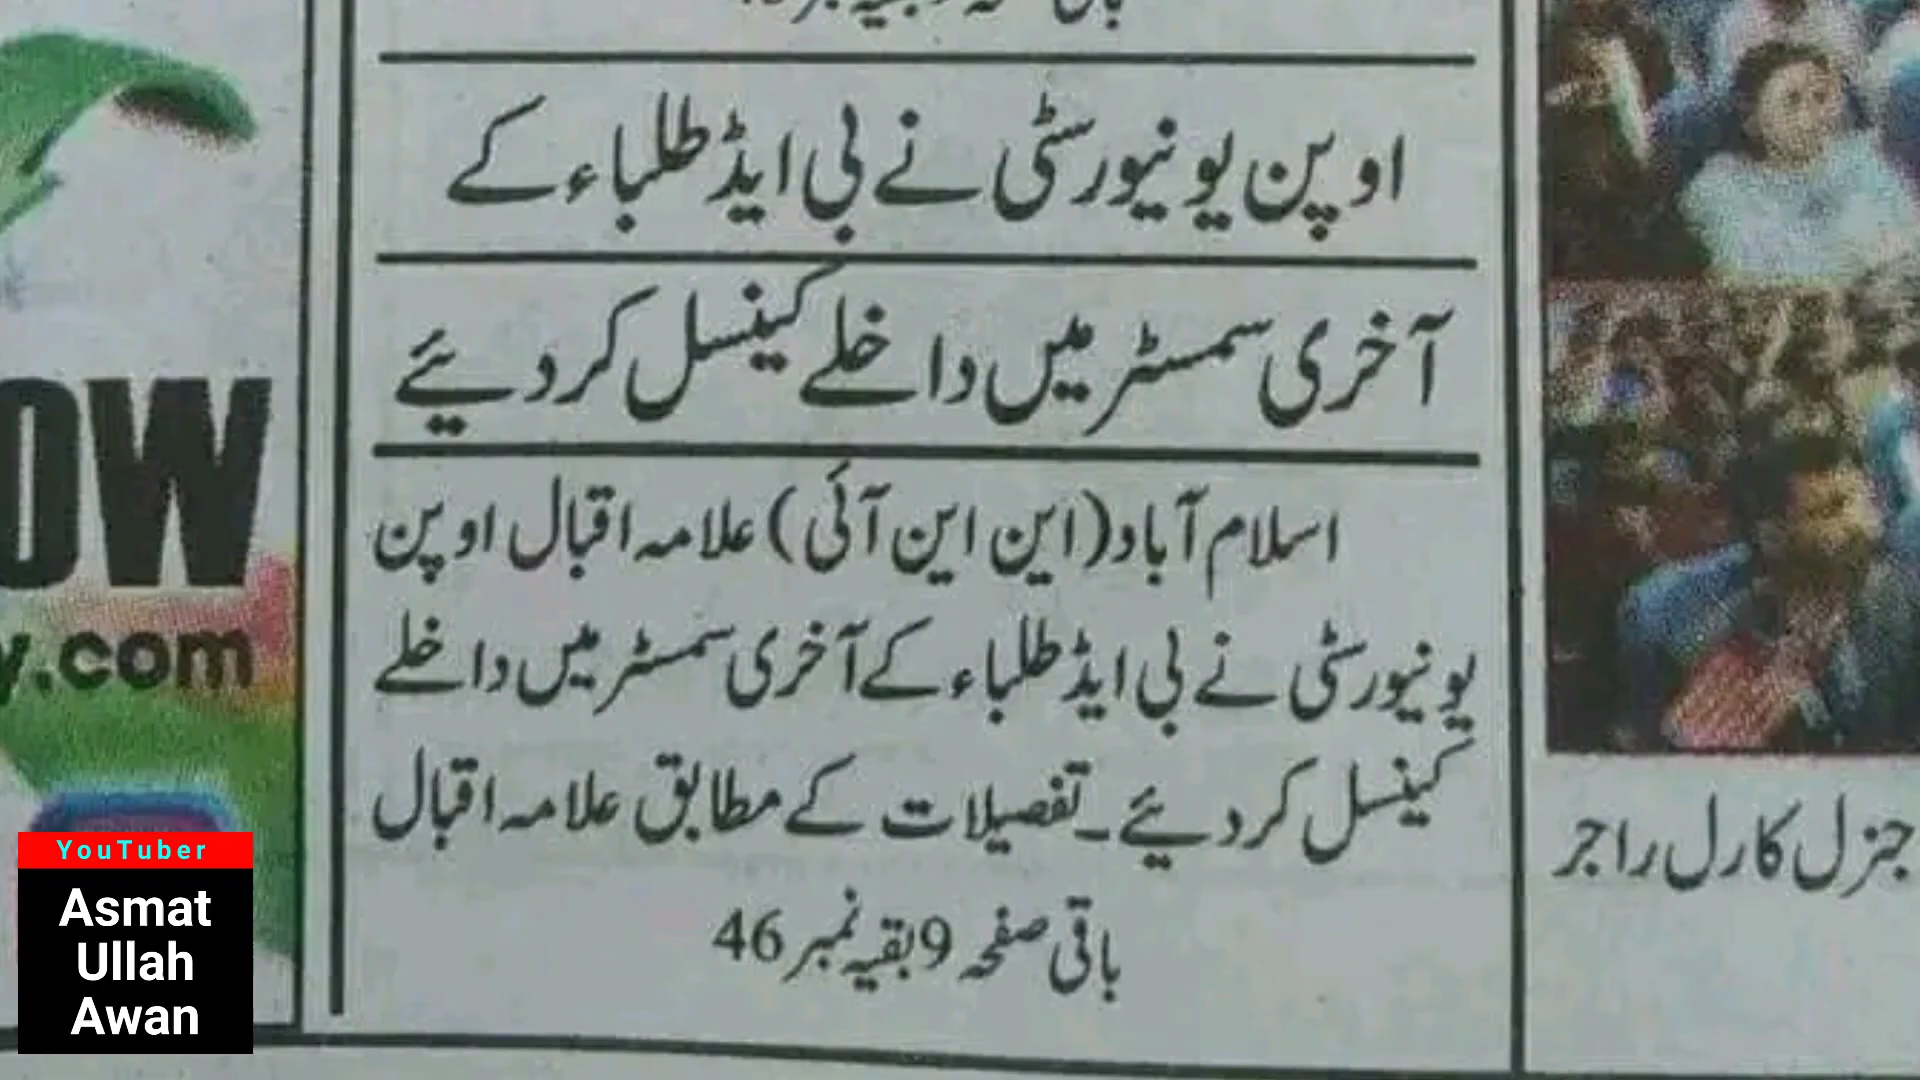 اوپن یونیورسٹی نے بی ایڈ طلباء کے
آخری سمسٹر میں داخلے کینسل کر دیئے
اسلام آباد (این این آئی) علامہ اقبال اوپن
یونیورسٹی نے بی ایڈ طلباء کے آخری سمسٹر میں داخلے
کینسل کر دیئے۔ تفصیلات کے مطابق علامہ اقبال
باقی صفحہ 9 بقیہ نمبر 46
جنرل کارل راجر
OW
y.com
YouTuber
Asmat
Ullah
Awan